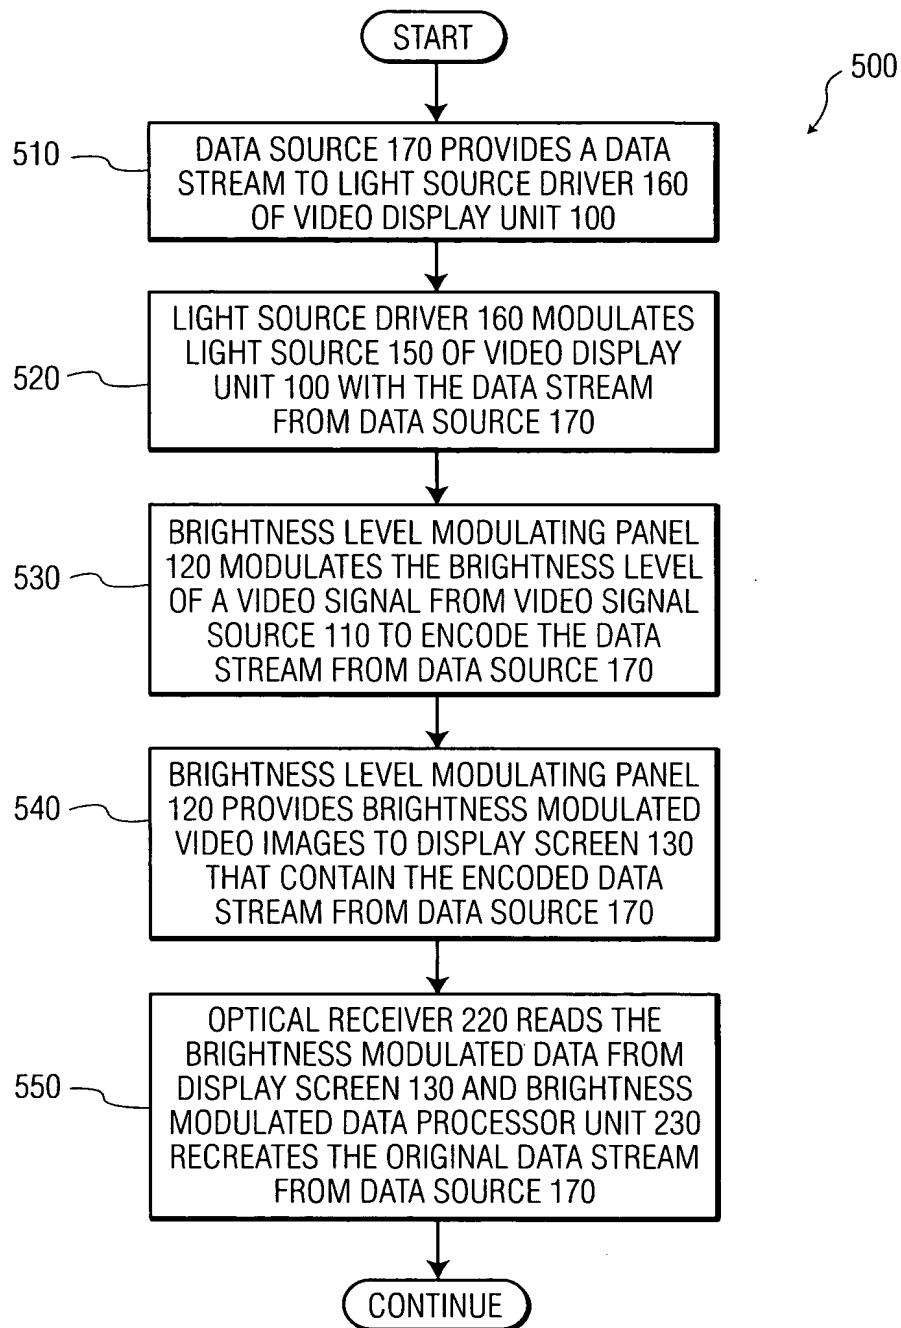 START
500
510
DATA SOURCE 170 PROVIDES A DATA
STREAM TO LIGHT SOURCE DRIVER 160
OF VIDEO DISPLAY UNIT 100
520
LIGHT SOURCE DRIVER 160 MODULATES
LIGHT SOURCE 150 OF VIDEO DISPLAY
UNIT 100 WITH THE DATA STREAM
FROM DATA SOURCE 170
530
BRIGHTNESS LEVEL MODULATING PANEL
120 MODULATES THE BRIGHTNESS LEVEL
OF A VIDEO SIGNAL FROM VIDEO SIGNAL
SOURCE 110 TO ENCODE THE DATA
STREAM FROM DATA SOURCE 170
540
BRIGHTNESS LEVEL MODULATING PANEL
120 PROVIDES BRIGHTNESS MODULATED
VIDEO IMAGES TO DISPLAY SCREEN 130
THAT CONTAIN THE ENCODED DATA
STREAM FROM DATA SOURCE 170
550
OPTICAL RECEIVER 220 READS THE
BRIGHTNESS MODULATED DATA FROM
DISPLAY SCREEN 130 AND BRIGHTNESS
MODULATED DATA PROCESSOR UNIT 230
RECREATES THE ORIGINAL DATA STREAM
FROM DATA SOURCE 170
CONTINUE